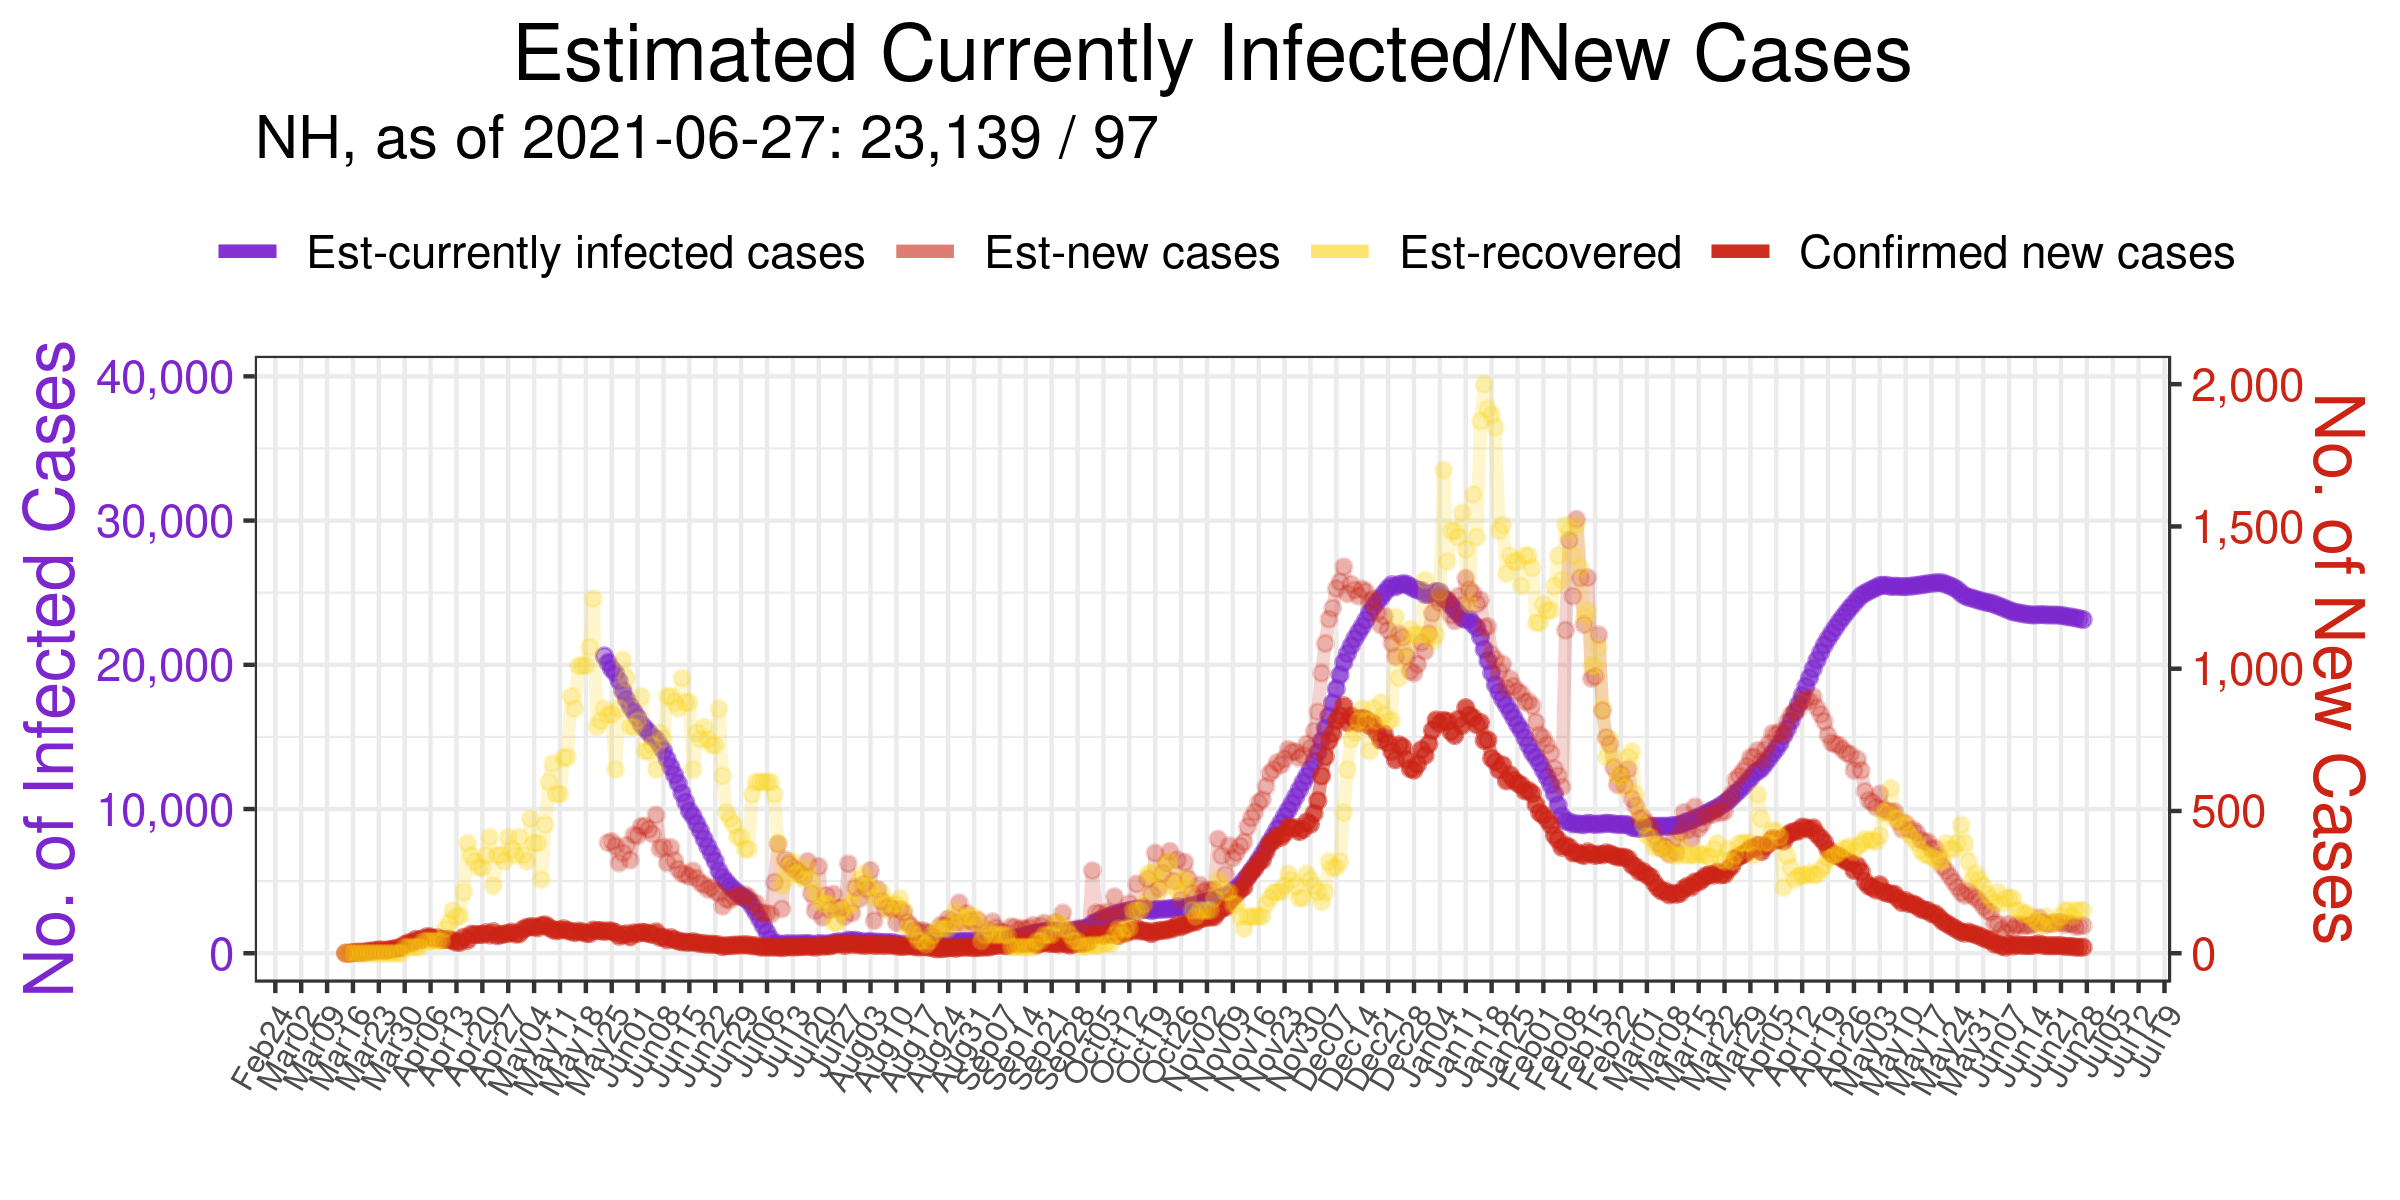 Estimated Currently Infected/New Cases
NH, as of 2021-06-27: 23,139 / 97
Est-currently infected cases
Est-new cases
Est-recovered
Confirmed new cases
No. of Infected Cases
40,000
30,000
20,000
10,000
0
2,000
1,500
1,000
500
0
No. of New Cases
Feb24
Mar02
Mar09
Mar16
Mar23
Mar30
Apr06
Apr13
Apr20
Apr27
May04
May11
May18
May25
Jun01
Jun08
Jun15
Jun22
Jun29
Jul06
Jul13
Jul20
Jul27
Aug03
Aug10
Aug17
Aug24
Aug31
Sep07
Sep14
Sep21
Sep28
Oct05
Oct12
Oct19
Oct26
Nov02
Nov09
Nov16
Nov23
Nov30
Dec07
Dec14
Dec21
Dec28
Jan04
Jan11
Jan18
Jan25
Feb01
Feb08
Feb15
Feb22
Mar01
Mar08
Mar15
Mar22
Mar29
Apr05
Apr12
Apr19
Apr26
May03
May10
May17
May24
May31
Jun07
Jun14
Jun21
Jun28
Jul05
Jul12
Jul19